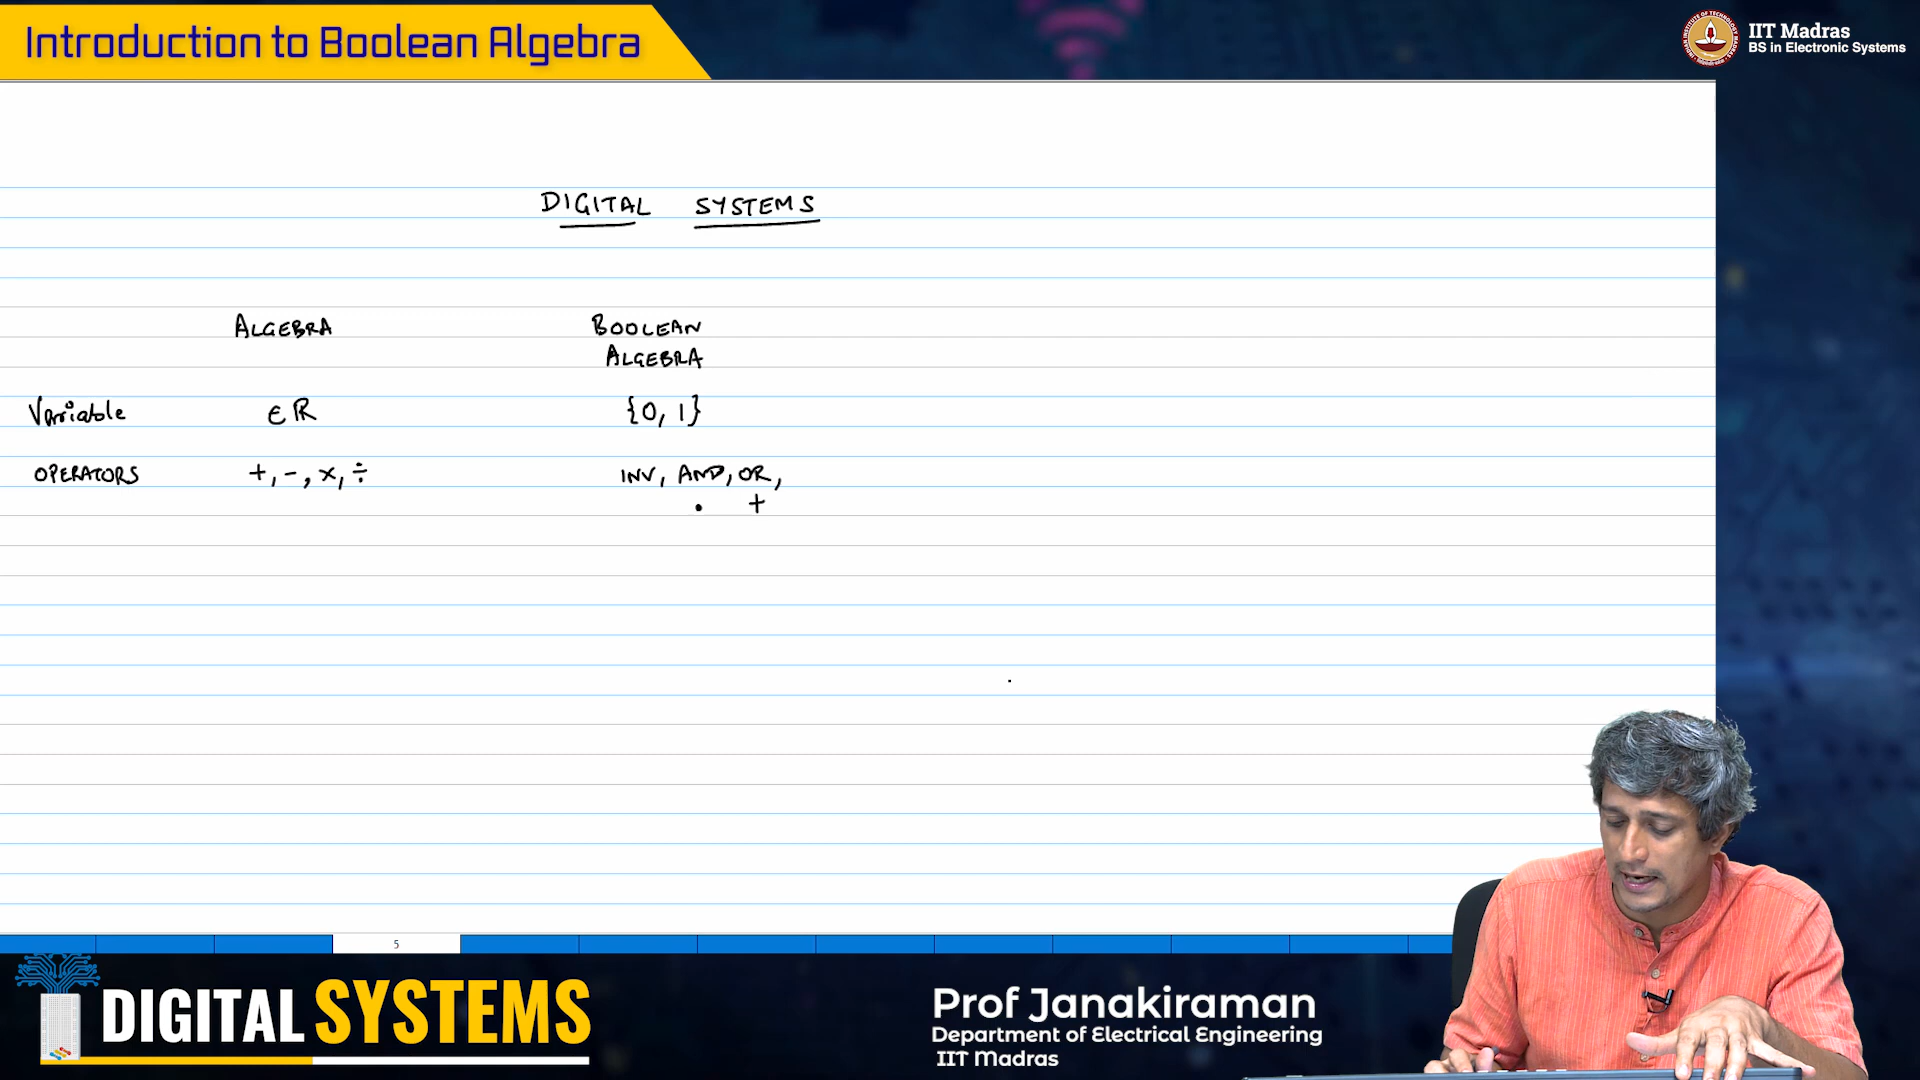 Introduction to Boolean Algebra
IIT Madras
BS in Electronic Systems
DIGITAL SYSTEMS
ALGEBRA BOOLEAN
ALGEBRA
Variable ∈ ℝ {0, 1}
OPERATORS +, -, ×, ÷ INV, AND, OR,
• +
5
DIGITAL SYSTEMS
Prof Janakiraman
Department of Electrical Engineering
IIT Madras